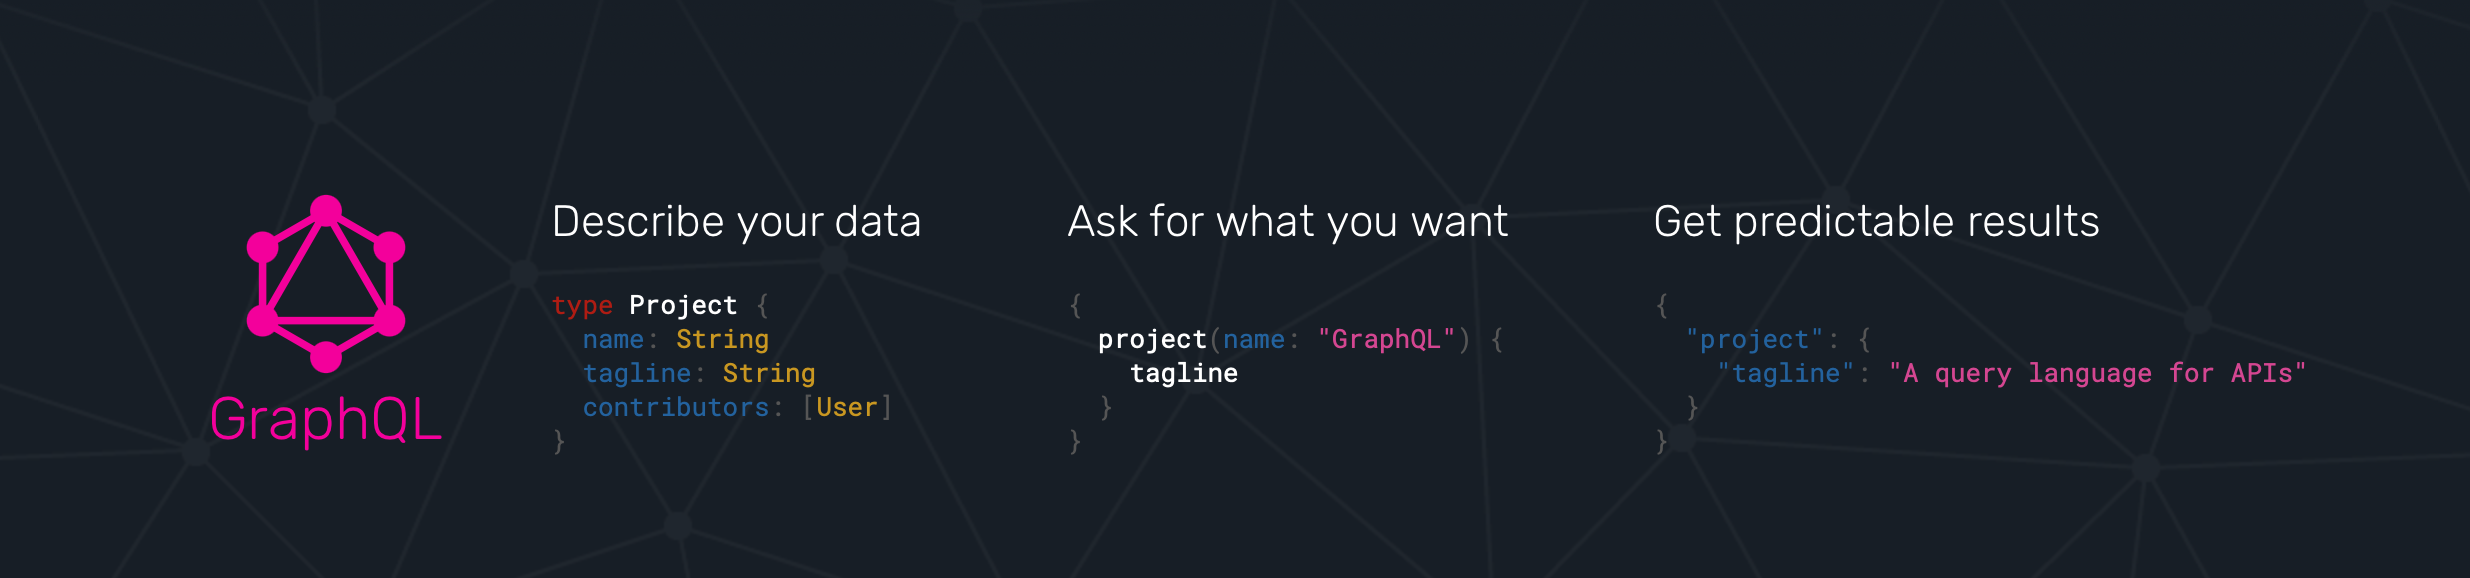 GraphQL
Describe your data
type Project {
  name: String
  tagline: String
  contributors: [User]
}
Ask for what you want
{
  project(name: "GraphQL") {
    tagline
  }
}
Get predictable results
{
  "project": {
    "tagline": "A query language for APIs"
  }
}